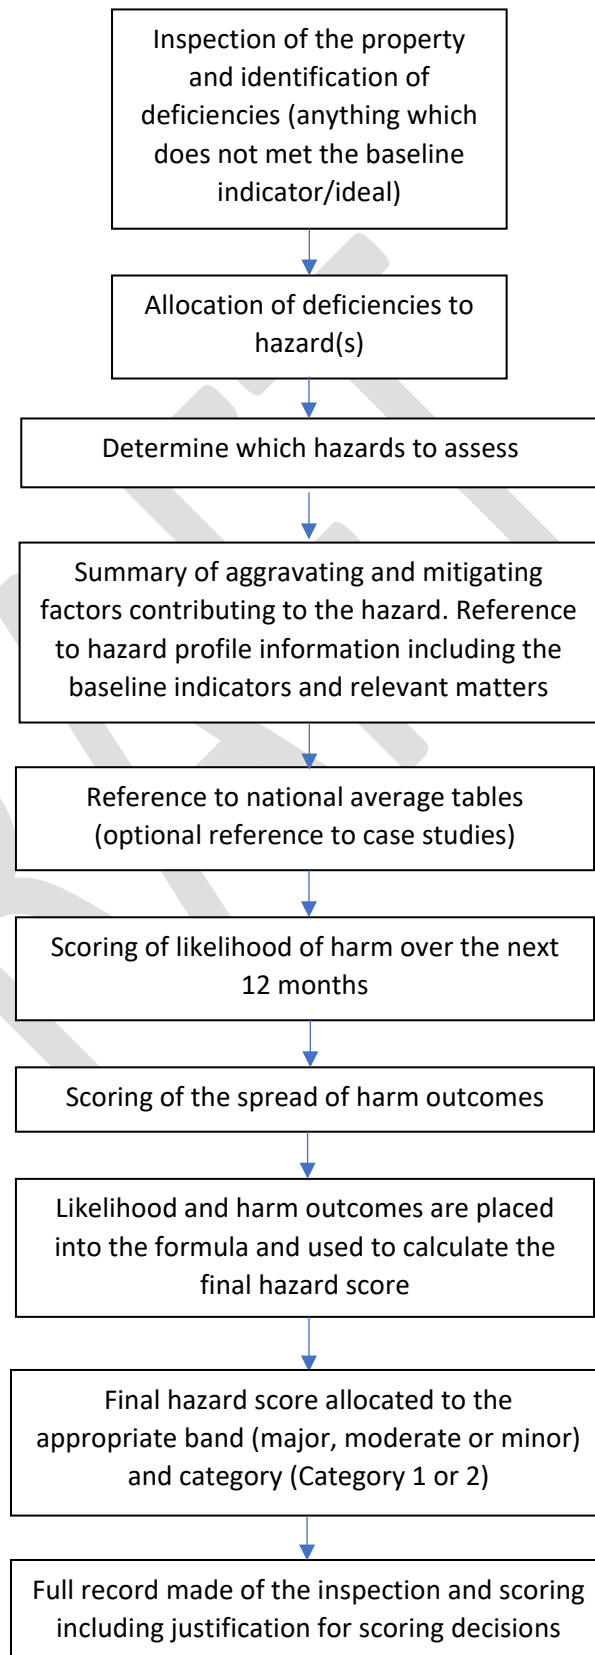 Inspection of the property
and identification of
deficiencies (anything which
does not met the baseline
indicator/ideal)
Allocation of deficiencies to
hazard(s)
Determine which hazards to assess
Summary of aggravating and mitigating
factors contributing to the hazard. Reference
to hazard profile information including the
baseline indicators and relevant matters
Reference to national average tables
(optional reference to case studies)
Scoring of likelihood of harm over the next
12 months
Scoring of the spread of harm outcomes
Likelihood and harm outcomes are placed
into the formula and used to calculate the
final hazard score
Final hazard score allocated to the
appropriate band (major, moderate or minor)
and category (Category 1 or 2)
Full record made of the inspection and scoring
including justification for scoring decisions